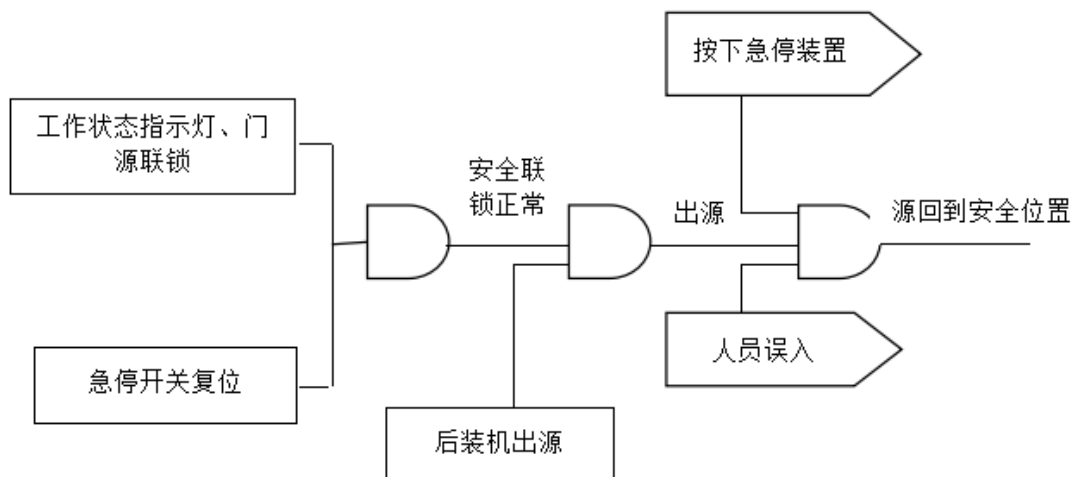 按下急停装置
工作状态指示灯、门
源联锁
安全联
锁正常
出源
源回到安全位置
人员误入
急停开关复位
后装机出源